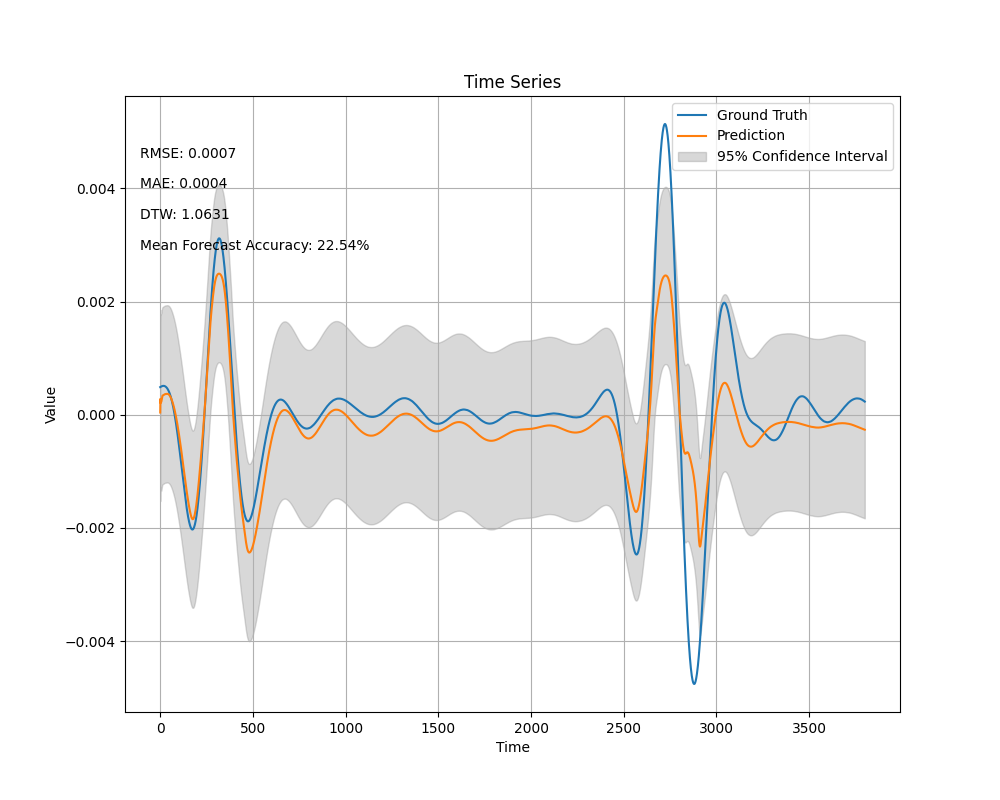 Time Series
Ground Truth
Prediction
95% Confidence Interval
RMSE: 0.0007
MAE: 0.0004
DTW: 1.0631
Mean Forecast Accuracy: 22.54%
0.004
0.002
0.000
−0.002
−0.004
Value
0 500 1000 1500 2000 2500 3000 3500
Time